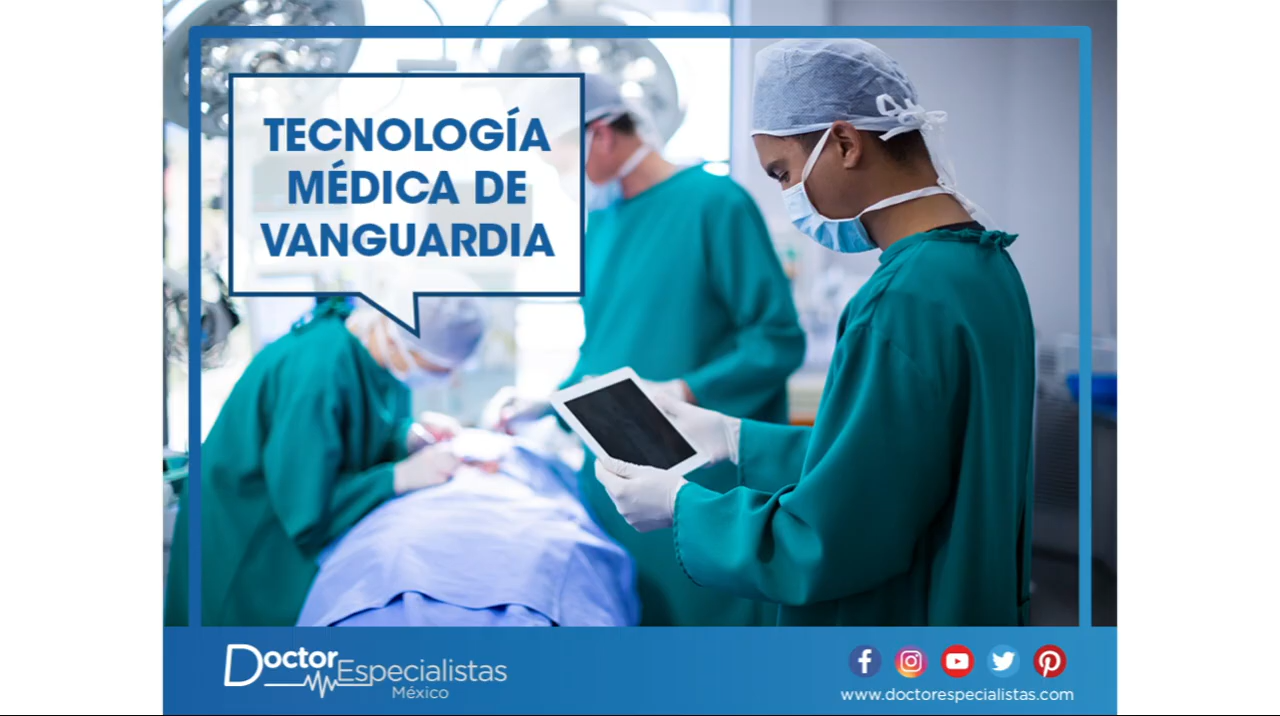 TECNOLOGÍA
MÉDICA DE
VANGUARDIA
Doctor Especialistas
México
www.doctorespecialistas.com